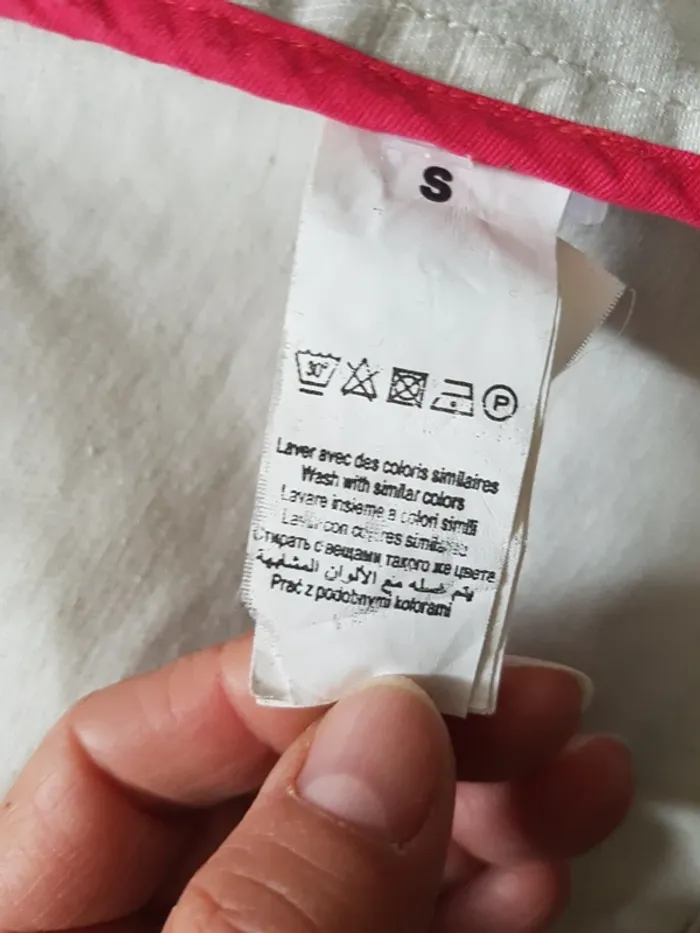 S
30°
P
Laver avec des coloris similaires
Wash with similar colors
Lavare insieme a colori simili
Lavar con colores similares
Стирать с вещами такого же цвета
يتم غسله مع الألوان المشابهة
Prać z podobnymi kolorami